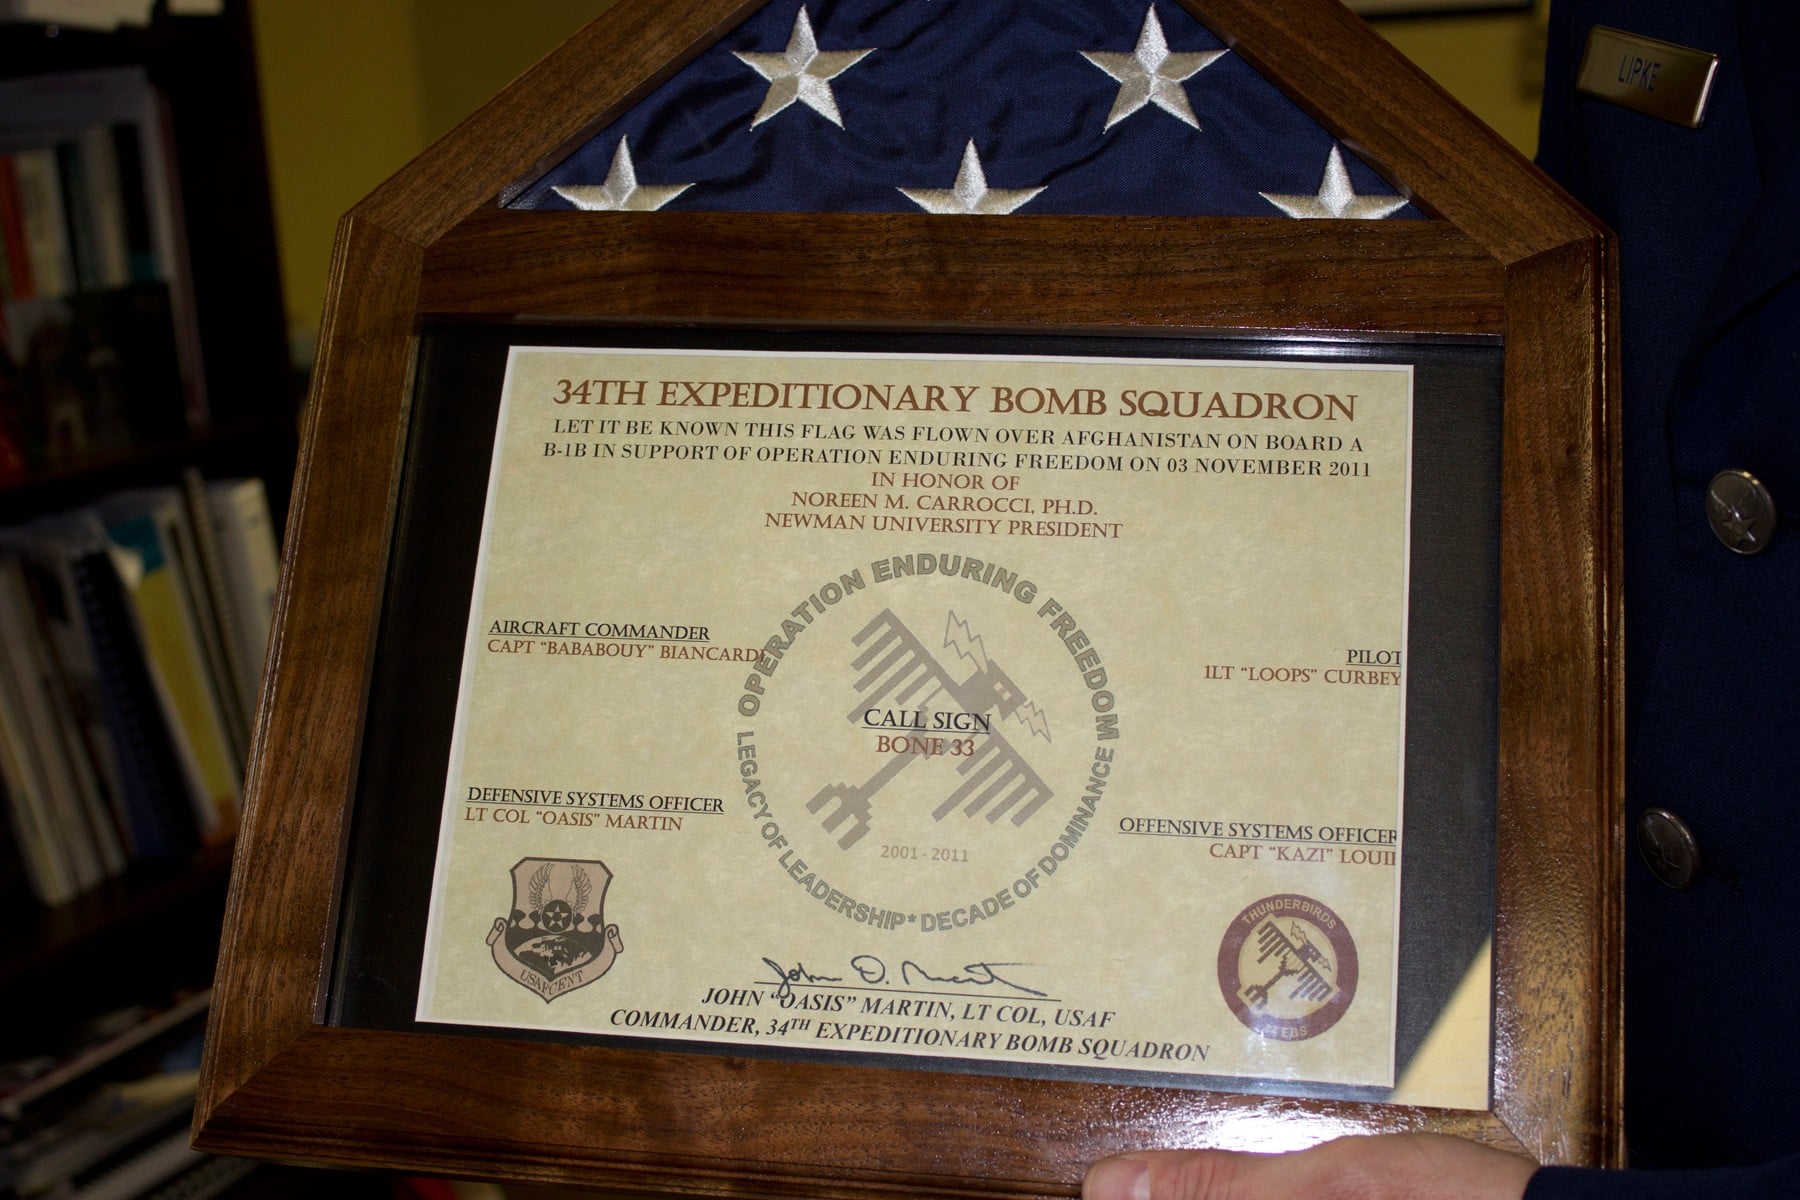 LIPKE
34TH EXPEDITIONARY BOMB SQUADRON
LET IT BE KNOWN THIS FLAG WAS FLOWN OVER AFGHANISTAN ON BOARD A
B-1B IN SUPPORT OF OPERATION ENDURING FREEDOM ON 03 NOVEMBER 2011
IN HONOR OF
NOREEN M. CARROCCI, PH.D.
NEWMAN UNIVERSITY PRESIDENT
OPERATION ENDURING FREEDOM
AIRCRAFT COMMANDER
CAPT "BABABOUY" BIANCARDI
PILOT
1LT "LOOPS" CURBEY
CALL SIGN
BONE 33
DEFENSIVE SYSTEMS OFFICER
LT COL "OASIS" MARTIN
OFFENSIVE SYSTEMS OFFICER
CAPT "KAZI" LOUIE
2001 - 2011
LEGACY OF LEADERSHIP * DECADE OF DOMINANCE
USAFCENT
THUNDERBIRDS
34 EBS
John D. Martin
JOHN "OASIS" MARTIN, LT COL, USAF
COMMANDER, 34TH EXPEDITIONARY BOMB SQUADRON